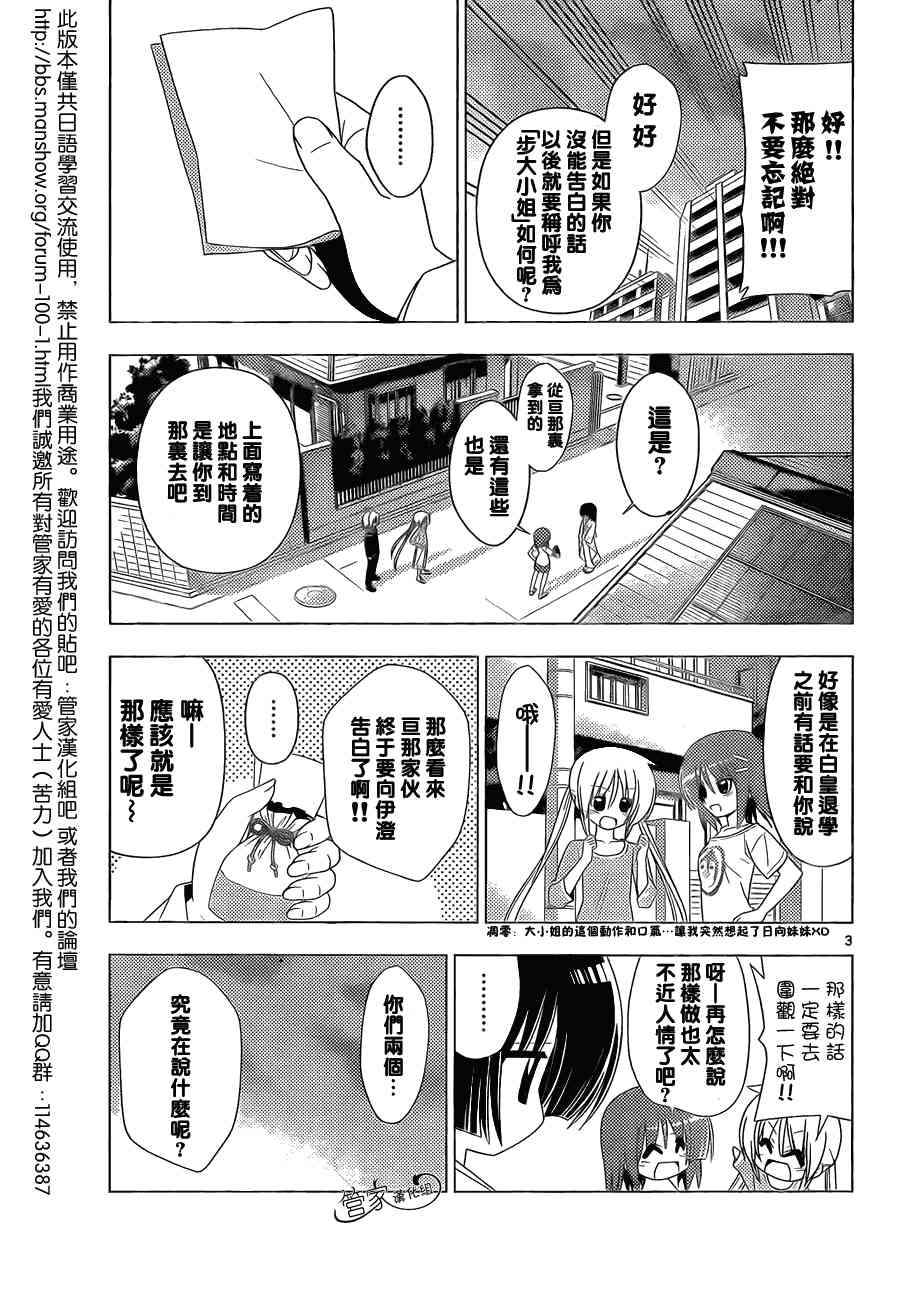 好!!
那麼絕對
不要忘記啊!!!
好好
但是如果你
沒能告白的話
以後就要稱呼我為
「步大小姐」如何呢?
……
這是?
從亘那裏
拿到的
還有這些
也是
上面寫着的
地點和時間
是讓你到
那裏去吧
好像是在白皇退學
之前有話要和你說
哦—!!
那麼看來
亘那家伙
終于要向伊澄
告白了啊!!
……
嘛—
應該就是
那樣了呢~
凋零: 大小姐的這個動作和口氣…讓我突然想起了日向妹妹XD
3
那樣的話
一定要去
圍觀一下啊!!
呀—再怎麼說
那樣做也太
不近人情了吧?
……
你們兩個…
究竟在說什麼呢?
管家漢化組
此版本僅共日語學習交流使用, 禁止用作商業用途。歡迎訪問我們的貼吧:管家漢化組吧 或者我們的論壇
http://bbs.manshow.org/forum-100-1.html我們誠邀所有對管家有愛的各位有愛人士(苦力)加入我們。有意請加QQ群:114636387